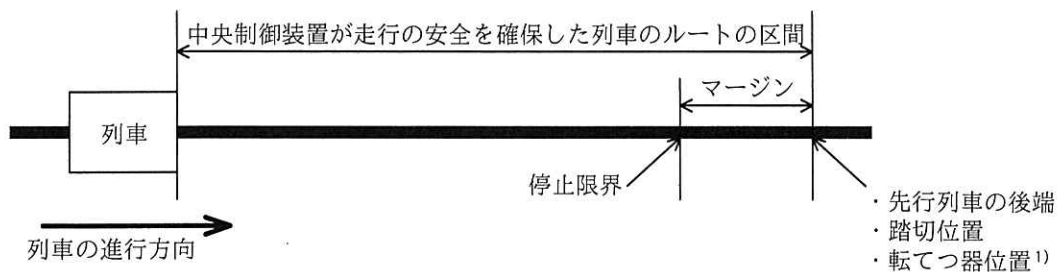 中央制御装置が走行の安全を確保した列車のルートの区間
マージン
列車
停止限界
・先行列車の後端
・踏切位置
・転てつ器位置1)
列車の進行方向